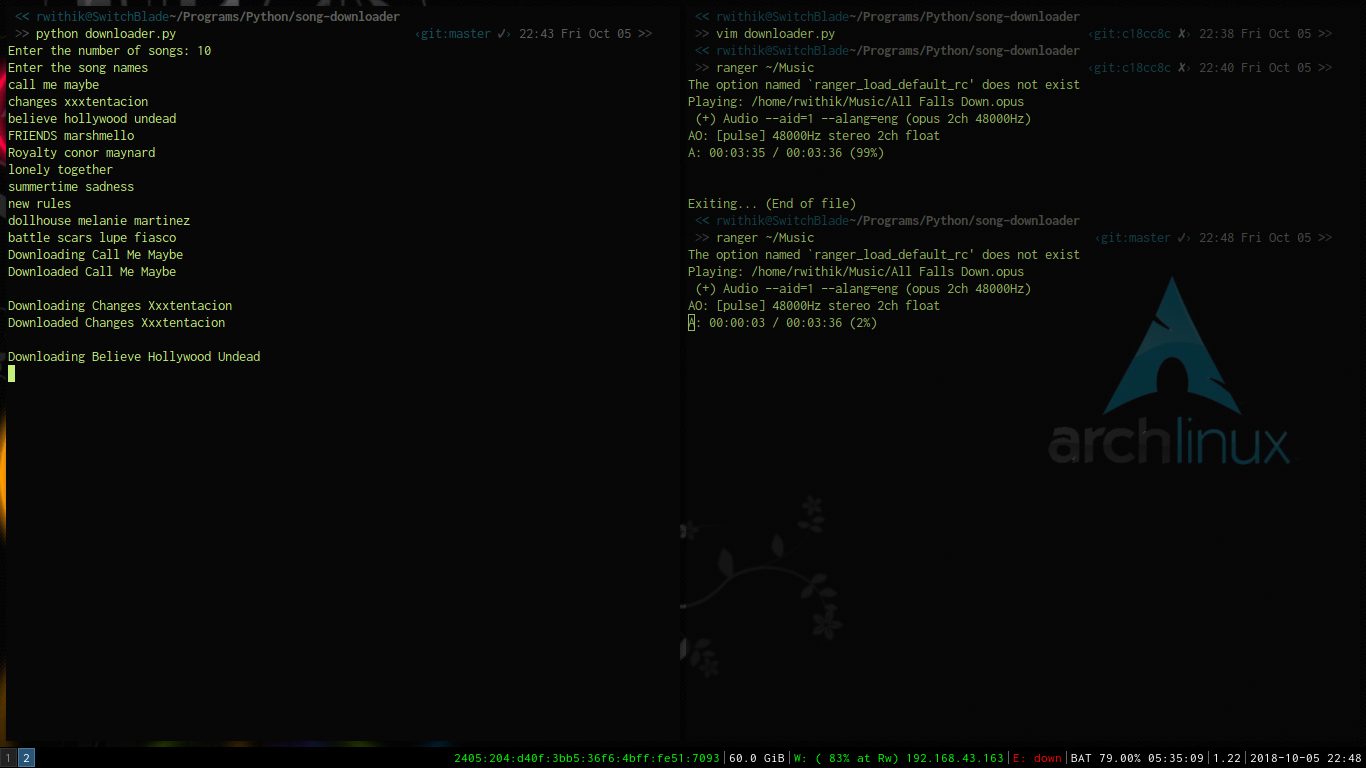 << rwithik@SwitchBlade~/Programs/Python/song-downloader
>> python downloader.py ‹git:master ✓› 22:43 Fri Oct 05 >>
Enter the number of songs: 10
Enter the song names
call me maybe
changes xxxtentacion
believe hollywood undead
FRIENDS marshmello
Royalty conor maynard
lonely together
summertime sadness
new rules
dollhouse melanie martinez
battle scars lupe fiasco
Downloading Call Me Maybe
Downloaded Call Me Maybe
Downloading Changes Xxxtentacion
Downloaded Changes Xxxtentacion
Downloading Believe Hollywood Undead
<< rwithik@SwitchBlade~/Programs/Python/song-downloader
>> vim downloader.py ‹git:c18cc8c ✗› 22:38 Fri Oct 05 >>
<< rwithik@SwitchBlade~/Programs/Python/song-downloader
>> ranger ~/Music ‹git:c18cc8c ✗› 22:40 Fri Oct 05 >>
The option named `ranger_load_default_rc' does not exist
Playing: /home/rwithik/Music/All Falls Down.opus
(+) Audio --aid=1 --alang=eng (opus 2ch 48000Hz)
AO: [pulse] 48000Hz stereo 2ch float
A: 00:03:35 / 00:03:36 (99%)
Exiting... (End of file)
<< rwithik@SwitchBlade~/Programs/Python/song-downloader
>> ranger ~/Music ‹git:master ✓› 22:48 Fri Oct 05 >>
The option named `ranger_load_default_rc' does not exist
Playing: /home/rwithik/Music/All Falls Down.opus
(+) Audio --aid=1 --alang=eng (opus 2ch 48000Hz)
AO: [pulse] 48000Hz stereo 2ch float
A: 00:00:03 / 00:03:36 (2%)
archlinux
1 2 2405:204:d40f:3bb5:36f6:4bff:fe51:7093|60.0 GiB|W: ( 83% at Rw) 192.168.43.163|E: down|BAT 79.00% 05:35:09|1.22|2018-10-05 22:48